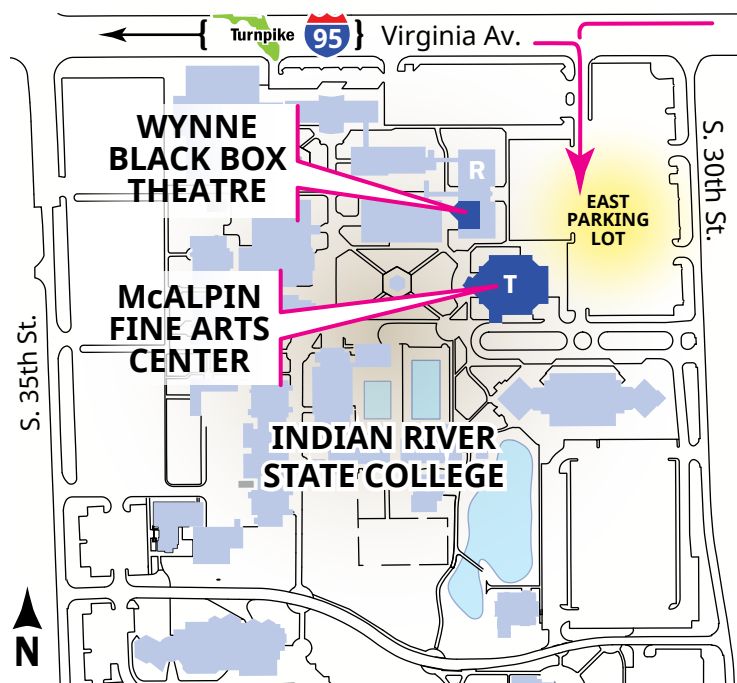 Turnpike
95
Virginia Av.
WYNNE
BLACK BOX
THEATRE
R
S. 30th St.
EAST
PARKING
LOT
McALPIN
FINE ARTS
CENTER
T
S. 35th St.
INDIAN RIVER
STATE COLLEGE
N